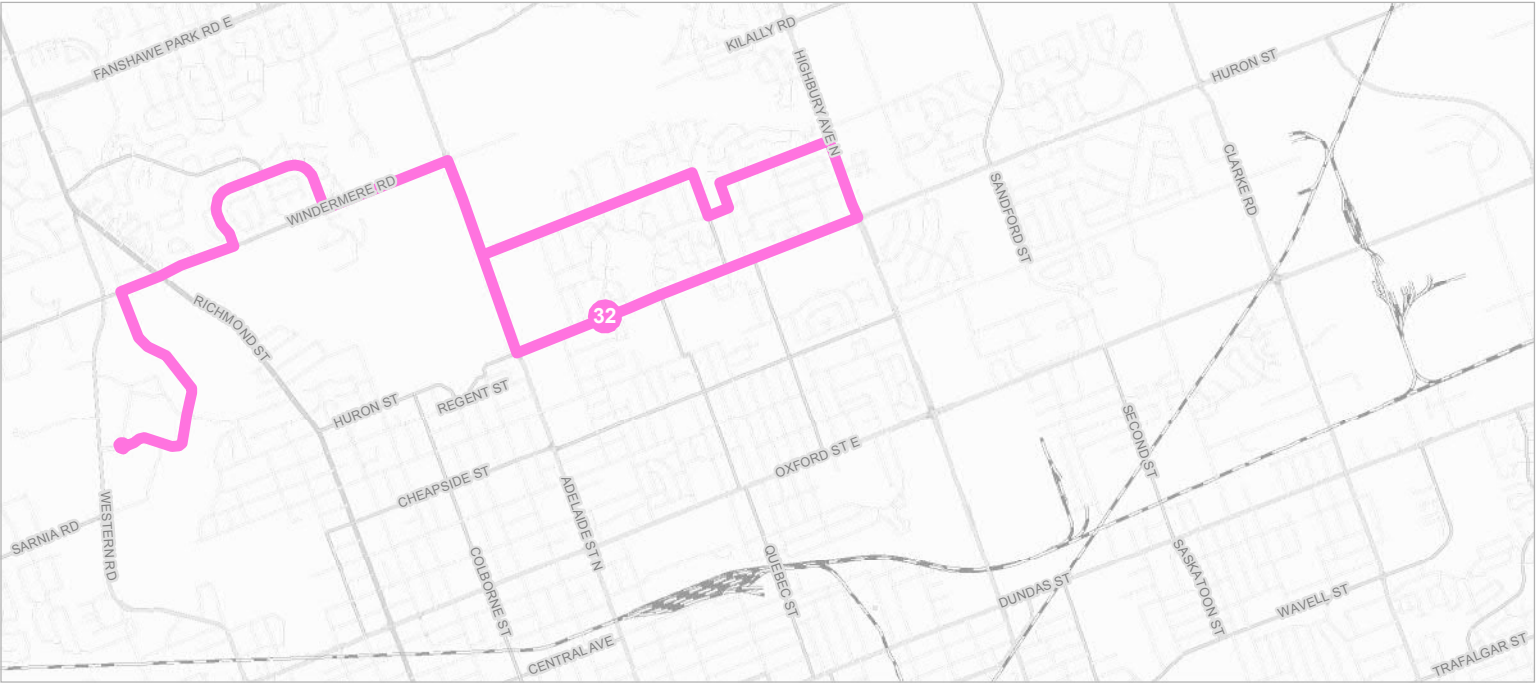 FANSHAWE PARK RD E
KILALLY RD
HIGHBURY AVE N
HURON ST
CLARKE RD
SANDFORD ST
WINDERMERE RD
RICHMOND ST
32
HURON ST
REGENT ST
CHEAPSIDE ST
OXFORD ST E
SECOND ST
SARNIA RD
WESTERN RD
ADELAIDE ST N
COLBORNE ST
QUEBEC ST
SASKATOON ST
DUNDAS ST
WAVELL ST
CENTRAL AVE
TRAFALGAR ST